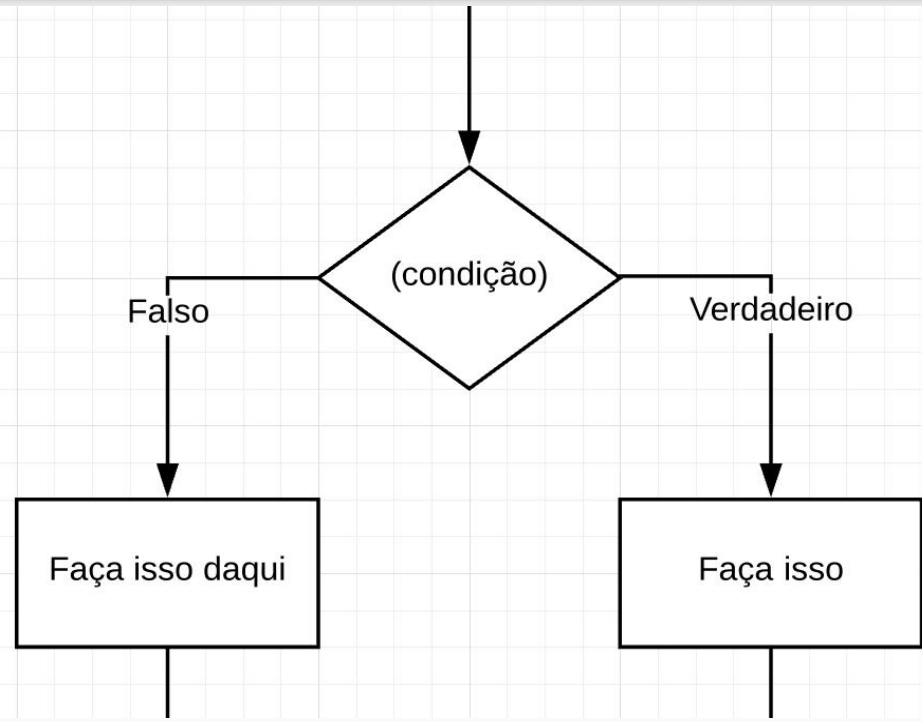 (condição)
Falso
Verdadeiro
Faça isso daqui
Faça isso